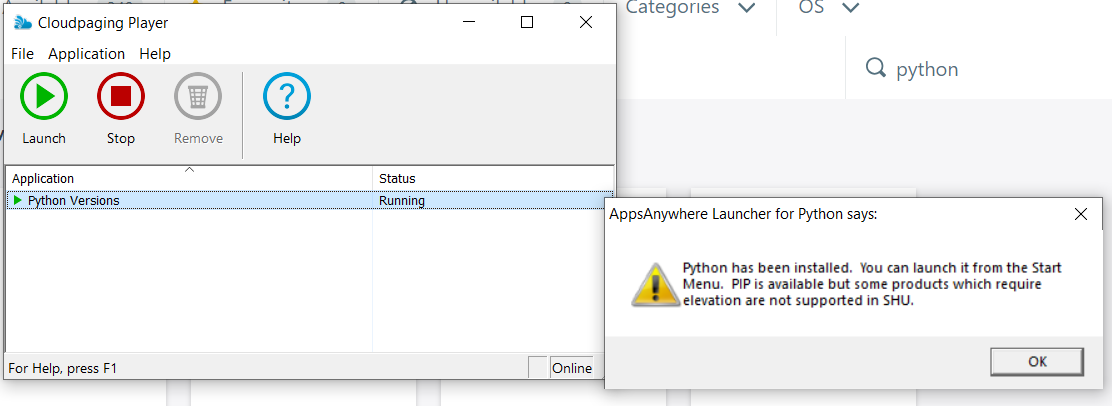 Categories
OS
python
Cloudpaging Player
File Application Help
Launch Stop Remove Help
Application Status
Python Versions Running
For Help, press F1 Online
AppsAnywhere Launcher for Python says:
Python has been installed. You can launch it from the Start
Menu. PIP is available but some products which require
elevation are not supported in SHU.
OK